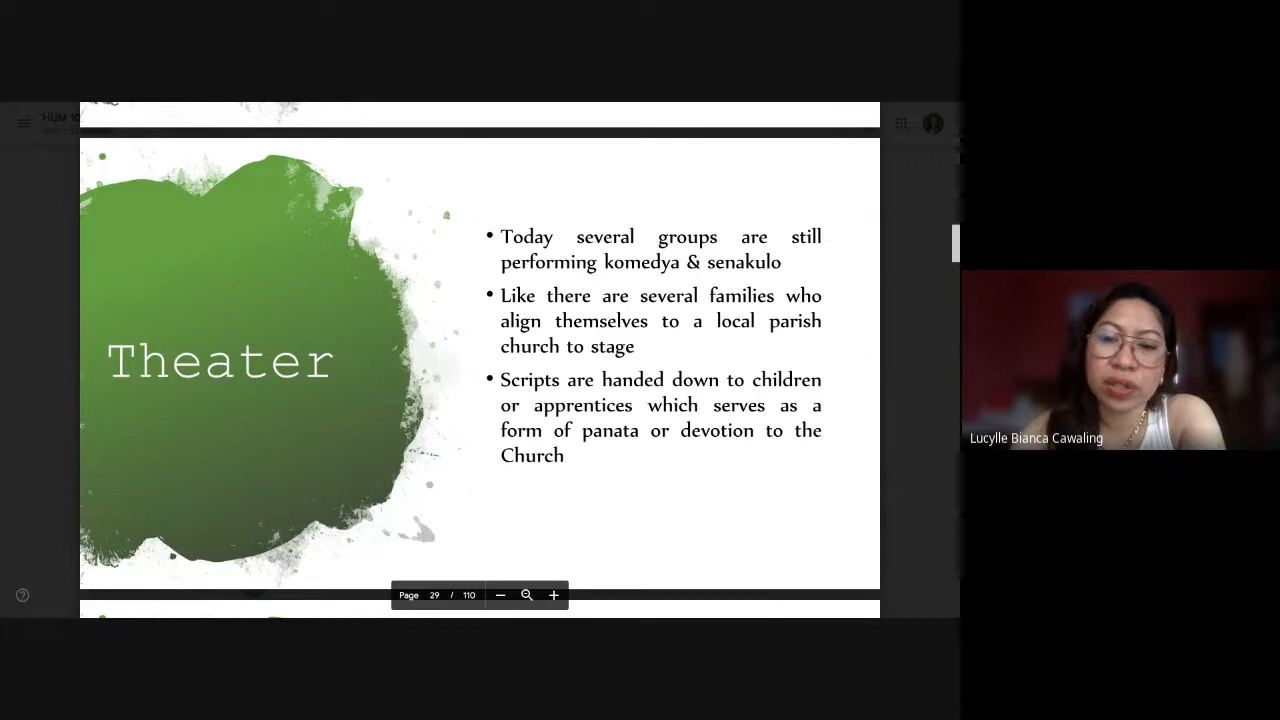 HUM 10
Theater
• Today several groups are still
performing komedya & senakulo
• Like there are several families who
align themselves to a local parish
church to stage
• Scripts are handed down to children
or apprentices which serves as a
form of panata or devotion to the
Church
Page 29 / 110
Lucylle Bianca Cawaling